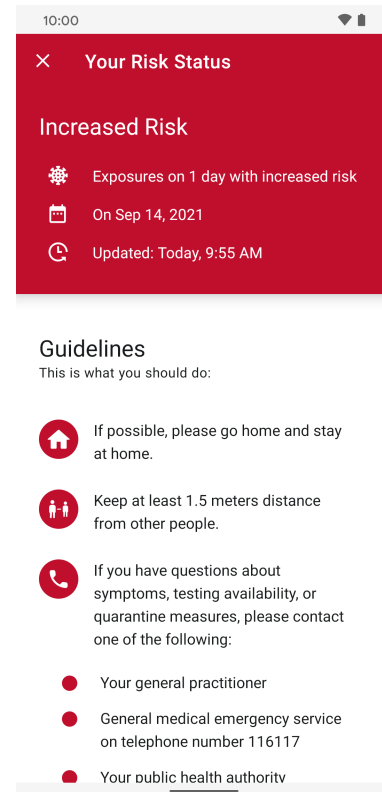 10:00
Your Risk Status
Increased Risk
Exposures on 1 day with increased risk
On Sep 14, 2021
Updated: Today, 9:55 AM
Guidelines
This is what you should do:
If possible, please go home and stay
at home.
Keep at least 1.5 meters distance
from other people.
If you have questions about
symptoms, testing availability, or
quarantine measures, please contact
one of the following:
Your general practitioner
General medical emergency service
on telephone number 116117
Your public health authority